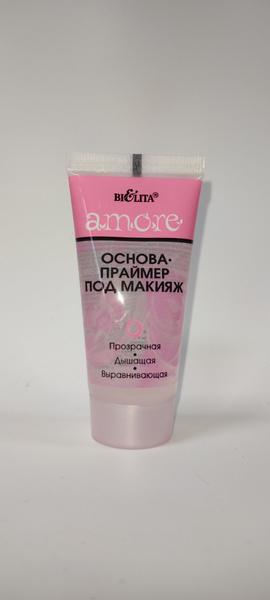 BIELITA®
amore
ОСНОВА-
ПРАЙМЕР
ПОД МАКИЯЖ
Прозрачная
•
Дышащая
•
Выравнивающая